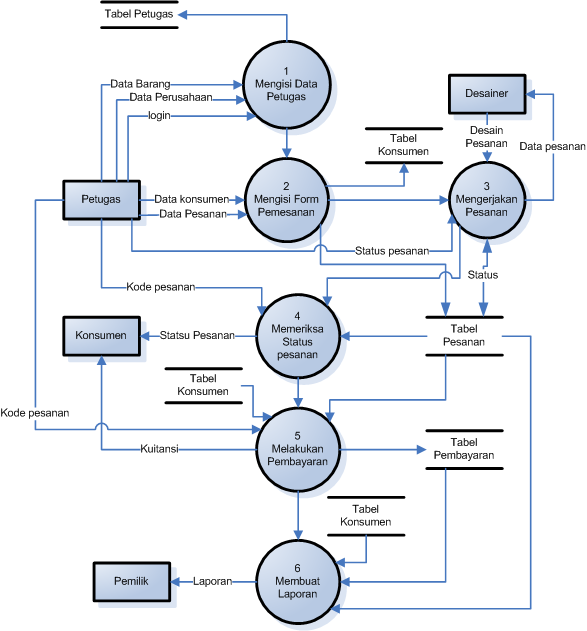 Tabel Petugas
1
Mengisi Data
Petugas
Data Barang
Data Perusahaan
login
Desainer
Desain
Pesanan
Data pesanan
Tabel
Konsumen
Petugas
Data konsumen
Data Pesanan
2
Mengisi Form
Pemesanan
3
Mengerjakan
Pesanan
Status pesanan
Status
Kode pesanan
4
Memeriksa
Status
pesanan
Konsumen
Statsu Pesanan
Tabel
Pesanan
Tabel
Konsumen
Kode pesanan
5
Melakukan
Pembayaran
Kuitansi
Tabel
Pembayaran
Tabel
Konsumen
6
Membuat
Laporan
Laporan
Pemilik